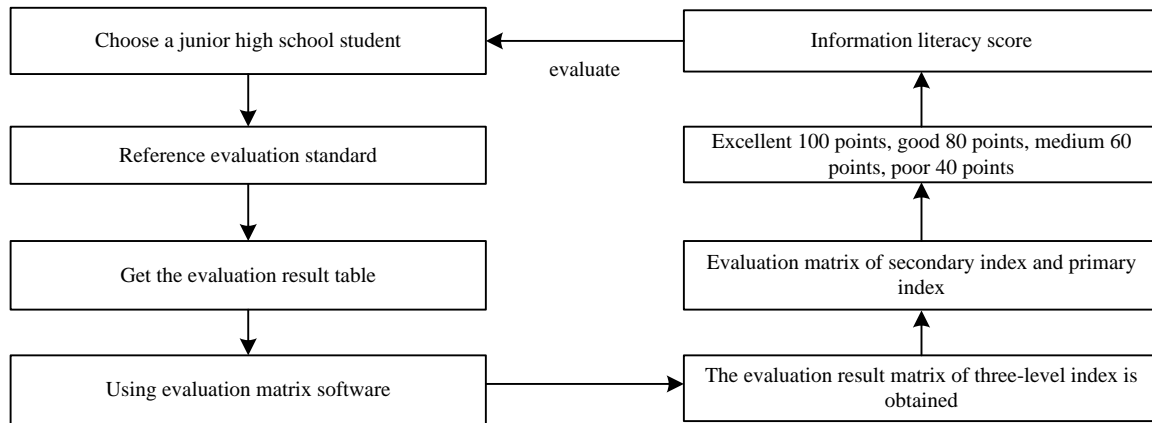 Choose a junior high school student
Information literacy score
evaluate
Reference evaluation standard
Excellent 100 points, good 80 points, medium 60
points, poor 40 points
Get the evaluation result table
Evaluation matrix of secondary index and primary
index
Using evaluation matrix software
The evaluation result matrix of three-level index is
obtained